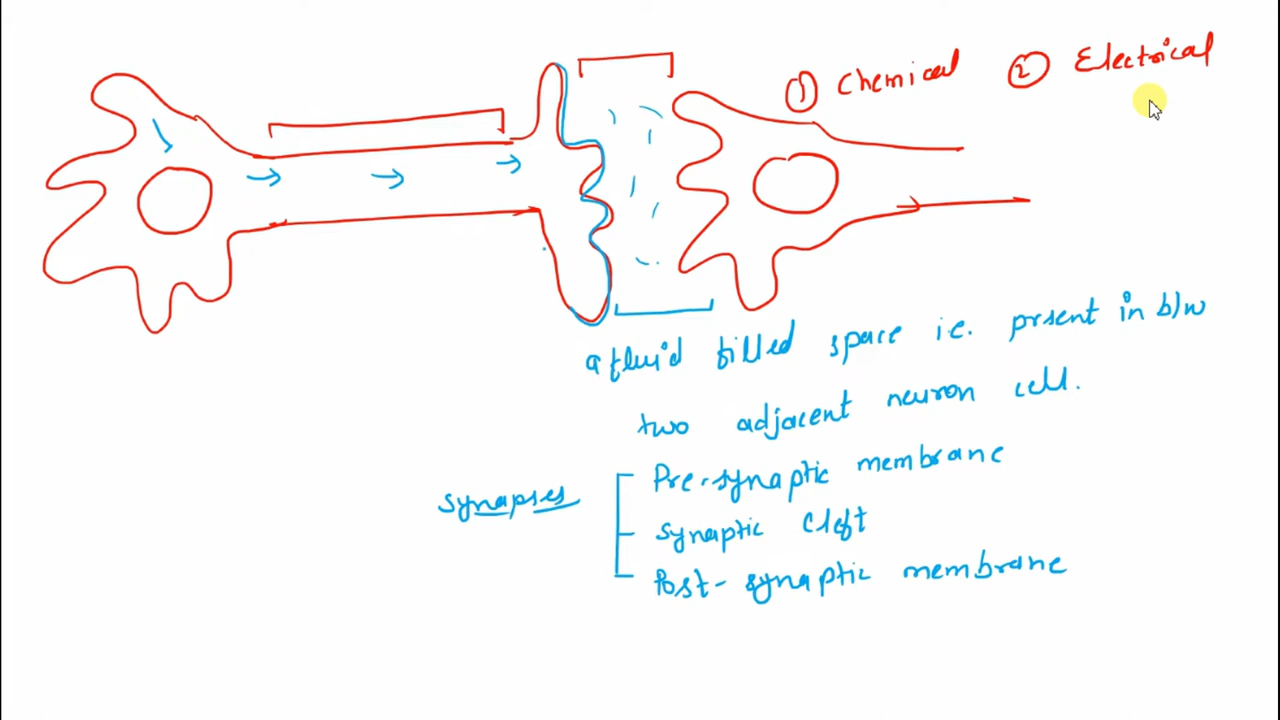 ① Chemical ② Electrical
a fluid filled space i.e. prsent in b/w
two adjacent neuron cell.
Pre-synaptic membrane
synapses
synaptic cleft
Post-synaptic membrane